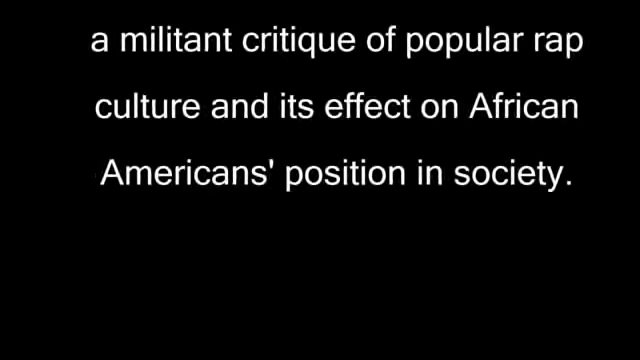 a militant critique of popular rap
culture and its effect on African
Americans' position in society.